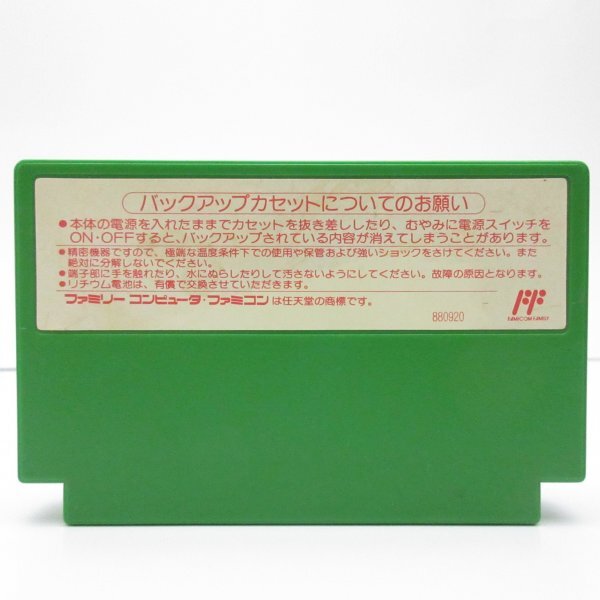 バックアップカセットについてのお願い
●本体の電源を入れたままでカセットを抜き差ししたり、むやみに電源スイッチを
ON・OFFすると、バックアップされている内容が消えてしまうことがあります。
●精密機器ですので、極端な温度条件下での使用や保管および強いショックをさけてください。また
絶対に分解しないでください。
●端子部に手を触れたり、水にぬらしたりして汚さないようにしてください。故障の原因となります。
●リチウム電池は、有償で交換させていただきます。
ファミリー コンピュータ・ファミコン は任天堂の商標です。
880920
FAMICOM FAMILY